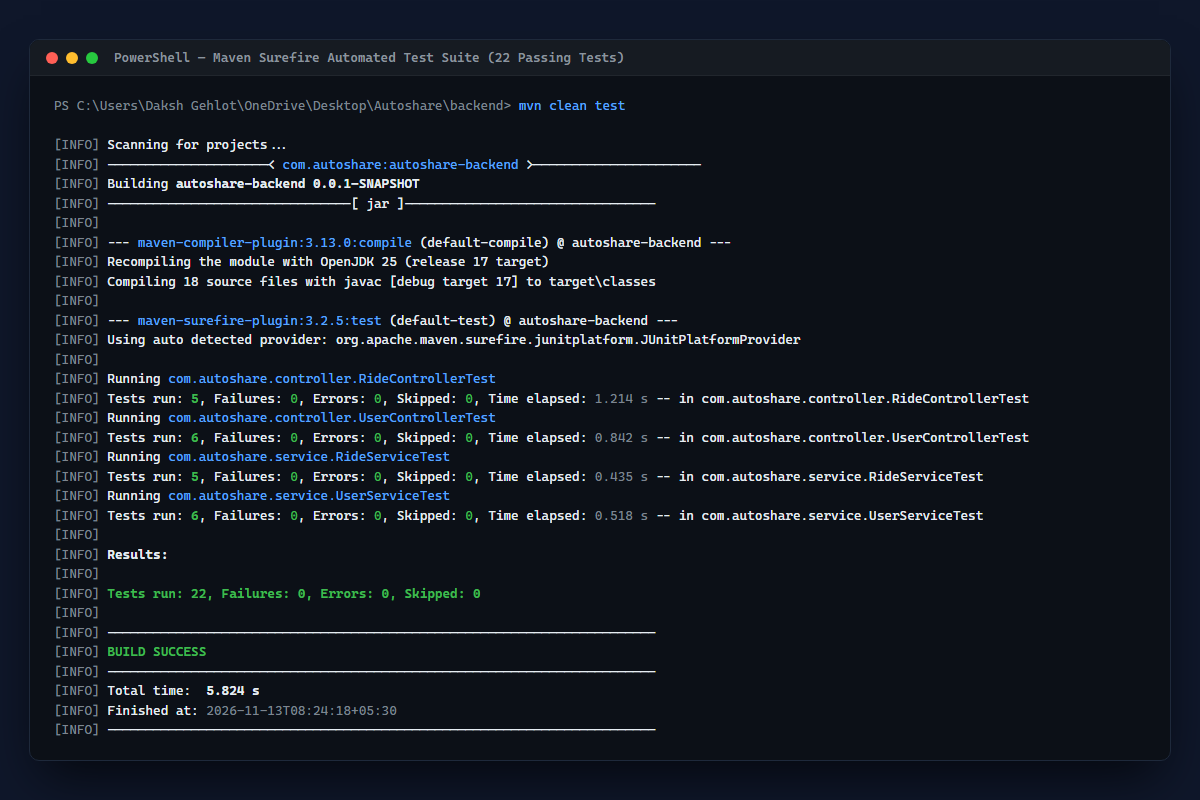 PowerShell — Maven Surefire Automated Test Suite (22 Passing Tests)
PS C:\Users\Daksh Gehlot\OneDrive\Desktop\Autoshare\backend> mvn clean test
[INFO] Scanning for projects...
[INFO] ---------------------< com.autoshare:autoshare-backend >----------------------
[INFO] Building autoshare-backend 0.0.1-SNAPSHOT
[INFO] --------------------------------[ jar ]---------------------------------
[INFO]
[INFO] --- maven-compiler-plugin:3.13.0:compile (default-compile) @ autoshare-backend ---
[INFO] Recompiling the module with OpenJDK 25 (release 17 target)
[INFO] Compiling 18 source files with javac [debug target 17] to target\classes
[INFO]
[INFO] --- maven-surefire-plugin:3.2.5:test (default-test) @ autoshare-backend ---
[INFO] Using auto detected provider: org.apache.maven.surefire.junitplatform.JUnitPlatformProvider
[INFO]
[INFO] Running com.autoshare.controller.RideControllerTest
[INFO] Tests run: 5, Failures: 0, Errors: 0, Skipped: 0, Time elapsed: 1.214 s -- in com.autoshare.controller.RideControllerTest
[INFO] Running com.autoshare.controller.UserControllerTest
[INFO] Tests run: 6, Failures: 0, Errors: 0, Skipped: 0, Time elapsed: 0.842 s -- in com.autoshare.controller.UserControllerTest
[INFO] Running com.autoshare.service.RideServiceTest
[INFO] Tests run: 5, Failures: 0, Errors: 0, Skipped: 0, Time elapsed: 0.435 s -- in com.autoshare.service.RideServiceTest
[INFO] Running com.autoshare.service.UserServiceTest
[INFO] Tests run: 6, Failures: 0, Errors: 0, Skipped: 0, Time elapsed: 0.518 s -- in com.autoshare.service.UserServiceTest
[INFO]
[INFO] Results:
[INFO]
[INFO] Tests run: 22, Failures: 0, Errors: 0, Skipped: 0
[INFO]
[INFO] ------------------------------------------------------------------------
[INFO] BUILD SUCCESS
[INFO] ------------------------------------------------------------------------
[INFO] Total time:  5.824 s
[INFO] Finished at: 2026-11-13T08:24:18+05:30
[INFO] ------------------------------------------------------------------------